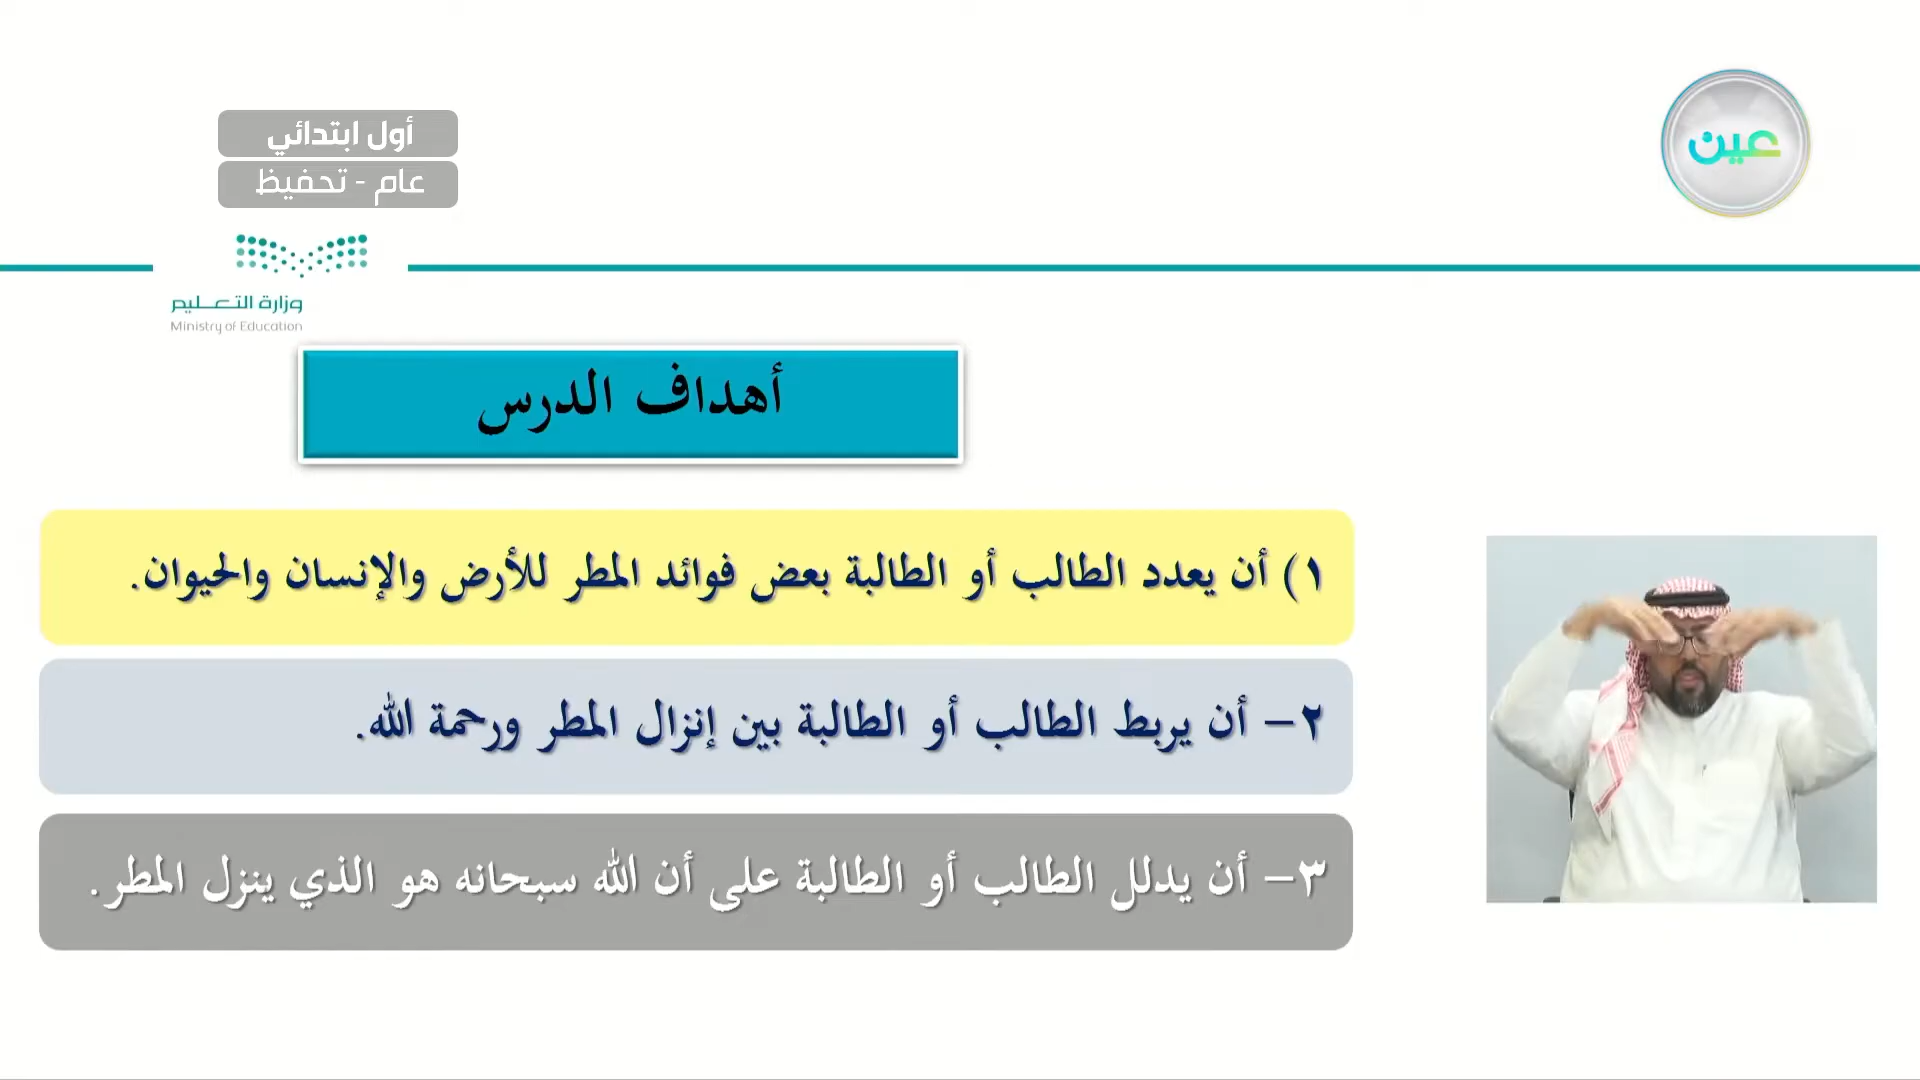 عين
أول ابتدائي
عام - تحفيظ
وزارة التعليم
Ministry of Education
أهداف الدرس
١) أن يعدد الطالب أو الطالبة بعض فوائد المطر للأرض والإنسان والحيوان.
٢- أن يربط الطالب أو الطالبة بين إنزال المطر ورحمة الله.
٣- أن يدلل الطالب أو الطالبة على أن الله سبحانه هو الذي ينزل المطر.